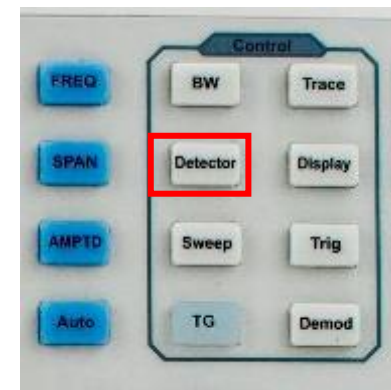 Control
FREQ BW Trace
SPAN Detector Display
AMPTD Sweep Trig
Auto TG Demod